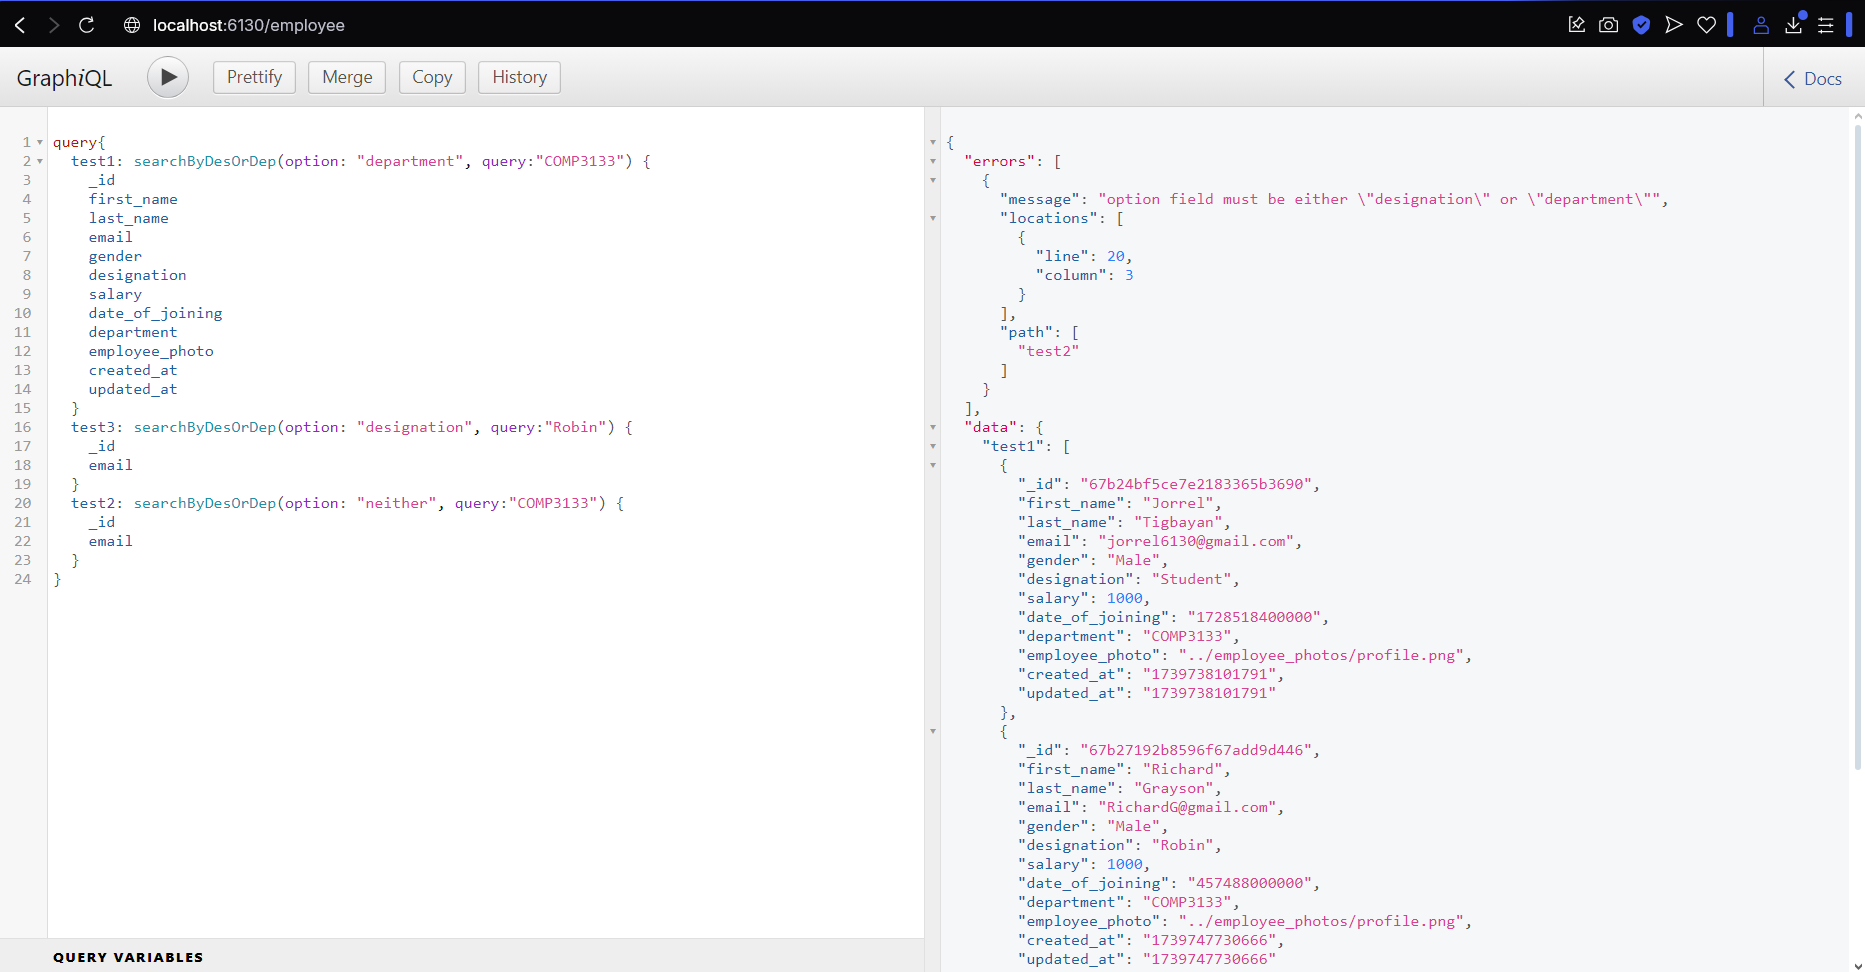 localhost:6130/employee
GraphiQL
Prettify
Merge
Copy
History
Docs
1 query{
2 test1: searchByDesOrDep(option: "department", query:"COMP3133") {
3 _id
4 first_name
5 last_name
6 email
7 gender
8 designation
9 salary
10 date_of_joining
11 department
12 employee_photo
13 created_at
14 updated_at
15 }
16 test3: searchByDesOrDep(option: "designation", query:"Robin") {
17 _id
18 email
19 }
20 test2: searchByDesOrDep(option: "neither", query:"COMP3133") {
21 _id
22 email
23 }
24 }
QUERY VARIABLES
{
"errors": [
{
"message": "option field must be either \"designation\" or \"department\"",
"locations": [
{
"line": 20,
"column": 3
}
],
"path": [
"test2"
]
}
],
"data": {
"test1": [
{
"_id": "67b24bf5ce7e2183365b3690",
"first_name": "Jorrel",
"last_name": "Tigbayan",
"email": "jorrel6130@gmail.com",
"gender": "Male",
"designation": "Student",
"salary": 1000,
"date_of_joining": "1728518400000",
"department": "COMP3133",
"employee_photo": "../employee_photos/profile.png",
"created_at": "1739738101791",
"updated_at": "1739738101791"
},
{
"_id": "67b27192b8596f67add9d446",
"first_name": "Richard",
"last_name": "Grayson",
"email": "RichardG@gmail.com",
"gender": "Male",
"designation": "Robin",
"salary": 1000,
"date_of_joining": "457488000000",
"department": "COMP3133",
"employee_photo": "../employee_photos/profile.png",
"created_at": "1739747730666",
"updated_at": "1739747730666"